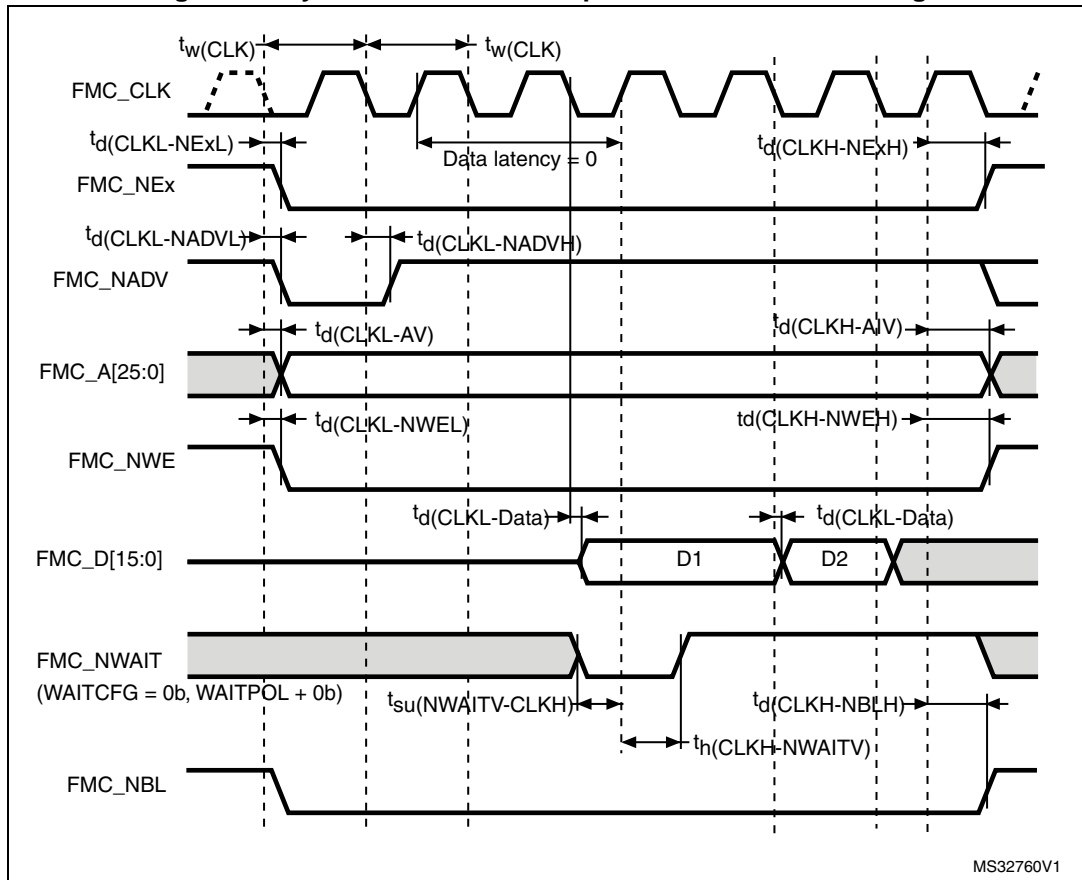 tw(CLK) tw(CLK)
FMC_CLK
td(CLKL-NExL) Data latency = 0 td(CLKH-NExH)
FMC_NEx
td(CLKL-NADVL) td(CLKL-NADVH)
FMC_NADV
td(CLKL-AV) td(CLKH-AIV)
FMC_A[25:0]
td(CLKL-NWEL) td(CLKH-NWEH)
FMC_NWE
td(CLKL-Data) td(CLKL-Data)
FMC_D[15:0] D1 D2
FMC_NWAIT
(WAITCFG = 0b, WAITPOL + 0b)
tsu(NWAITV-CLKH) td(CLKH-NBLH)
th(CLKH-NWAITV)
FMC_NBL
MS32760V1